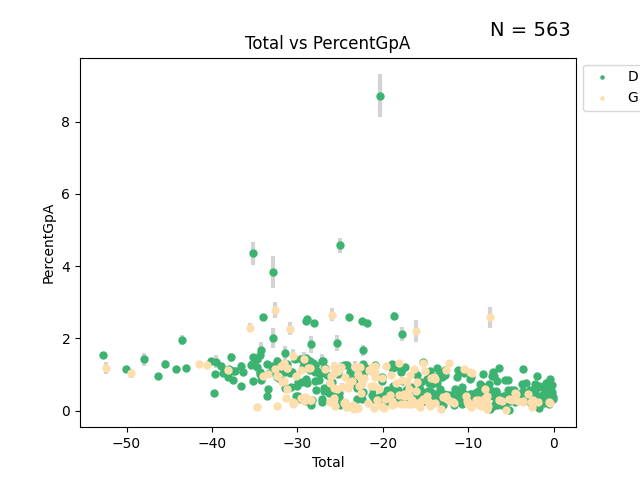 N = 563
Total vs PercentGpA
D
G
PercentGpA
8
6
4
2
0
−50 −40 −30 −20 −10 0
Total